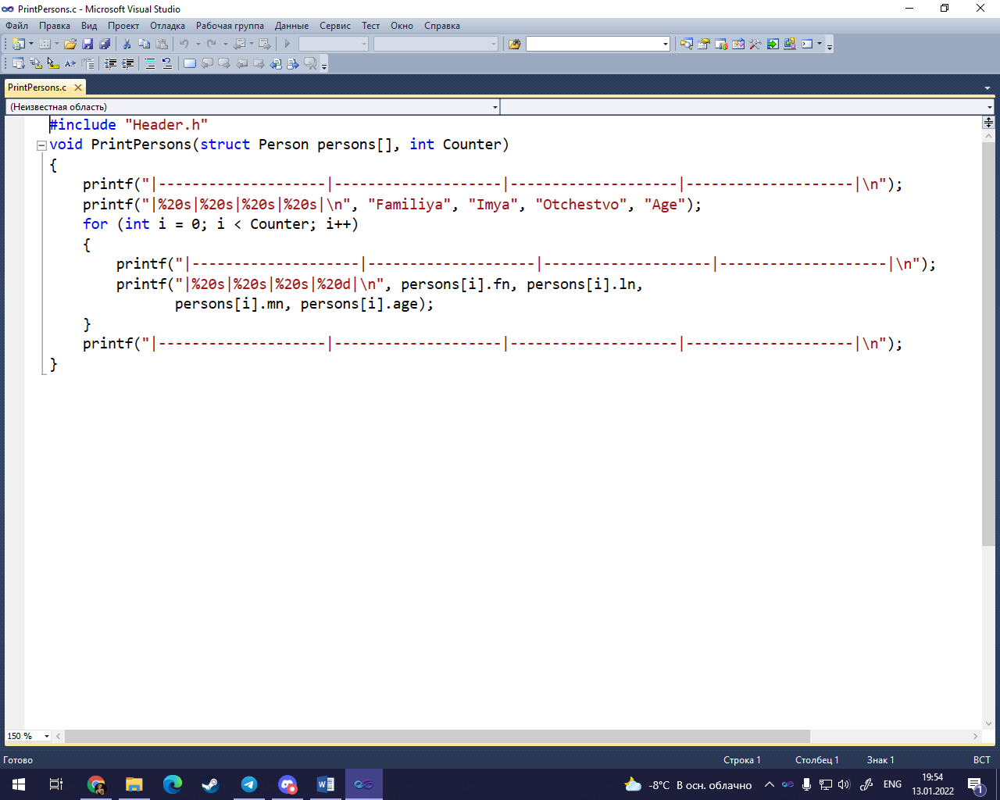 PrintPersons.c - Microsoft Visual Studio
Файл Правка Вид Проект Отладка Рабочая группа Данные Сервис Тест Окно Справка
PrintPersons.c
(Неизвестная область)
#include "Header.h"
void PrintPersons(struct Person persons[], int Counter)
{
printf("|--------------------|--------------------|--------------------|--------------------|\n");
printf("|%20s|%20s|%20s|%20s|\n", "Familiya", "Imya", "Otchestvo", "Age");
for (int i = 0; i < Counter; i++)
{
printf("|--------------------|--------------------|--------------------|--------------------|\n");
printf("|%20s|%20s|%20s|%20d|\n", persons[i].fn, persons[i].ln,
persons[i].mn, persons[i].age);
}
printf("|--------------------|--------------------|--------------------|--------------------|\n");
}
150 %
Готово Строка 1 Столбец 1 Знак 1 ВСТ
-8°C В осн. облачно ENG 19:54
13.01.2022 1